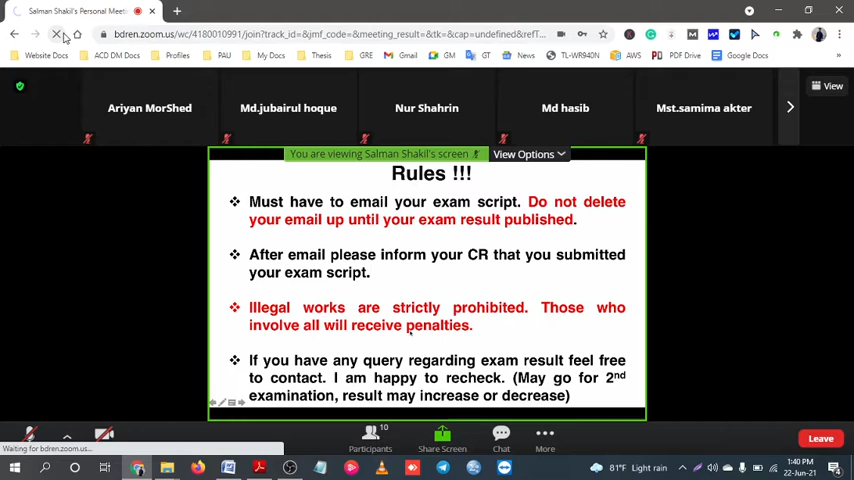 Salman Shakil's Personal Meeti
bdren.zoom.us/wc/4180010991/join?track_id=&jmf_code=&meeting_result=&tk=&cap=undefined&refT...
Website Docs ACD DM Docs Profiles PAU My Docs Thesis GRE Gmail GM GT News TL-WR940N AWS PDF Drive Google Docs
View
Ariyan MorShed Md.jubairul hoque Nur Shahrin Md hasib Mst.samima akter
You are viewing Salman Shakil's screen View Options
Rules !!!
❖ Must have to email your exam script. Do not delete
your email up until your exam result published.
❖ After email please inform your CR that you submitted
your exam script.
❖ Illegal works are strictly prohibited. Those who
involve all will receive penalties.
❖ If you have any query regarding exam result feel free
to contact. I am happy to recheck. (May go for 2nd
examination, result may increase or decrease)
10
Participants Share Screen Chat More Leave
Waiting for bdren.zoom.us...
81°F Light rain
1:40 PM
22-Jun-21
4